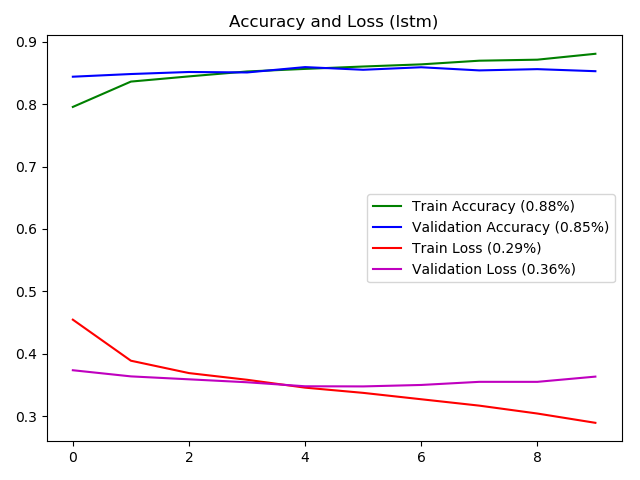 Accuracy and Loss (lstm)
0.9
0.8
0.7
0.6
0.5
0.4
0.3
Train Accuracy (0.88%)
Validation Accuracy (0.85%)
Train Loss (0.29%)
Validation Loss (0.36%)
0 2 4 6 8